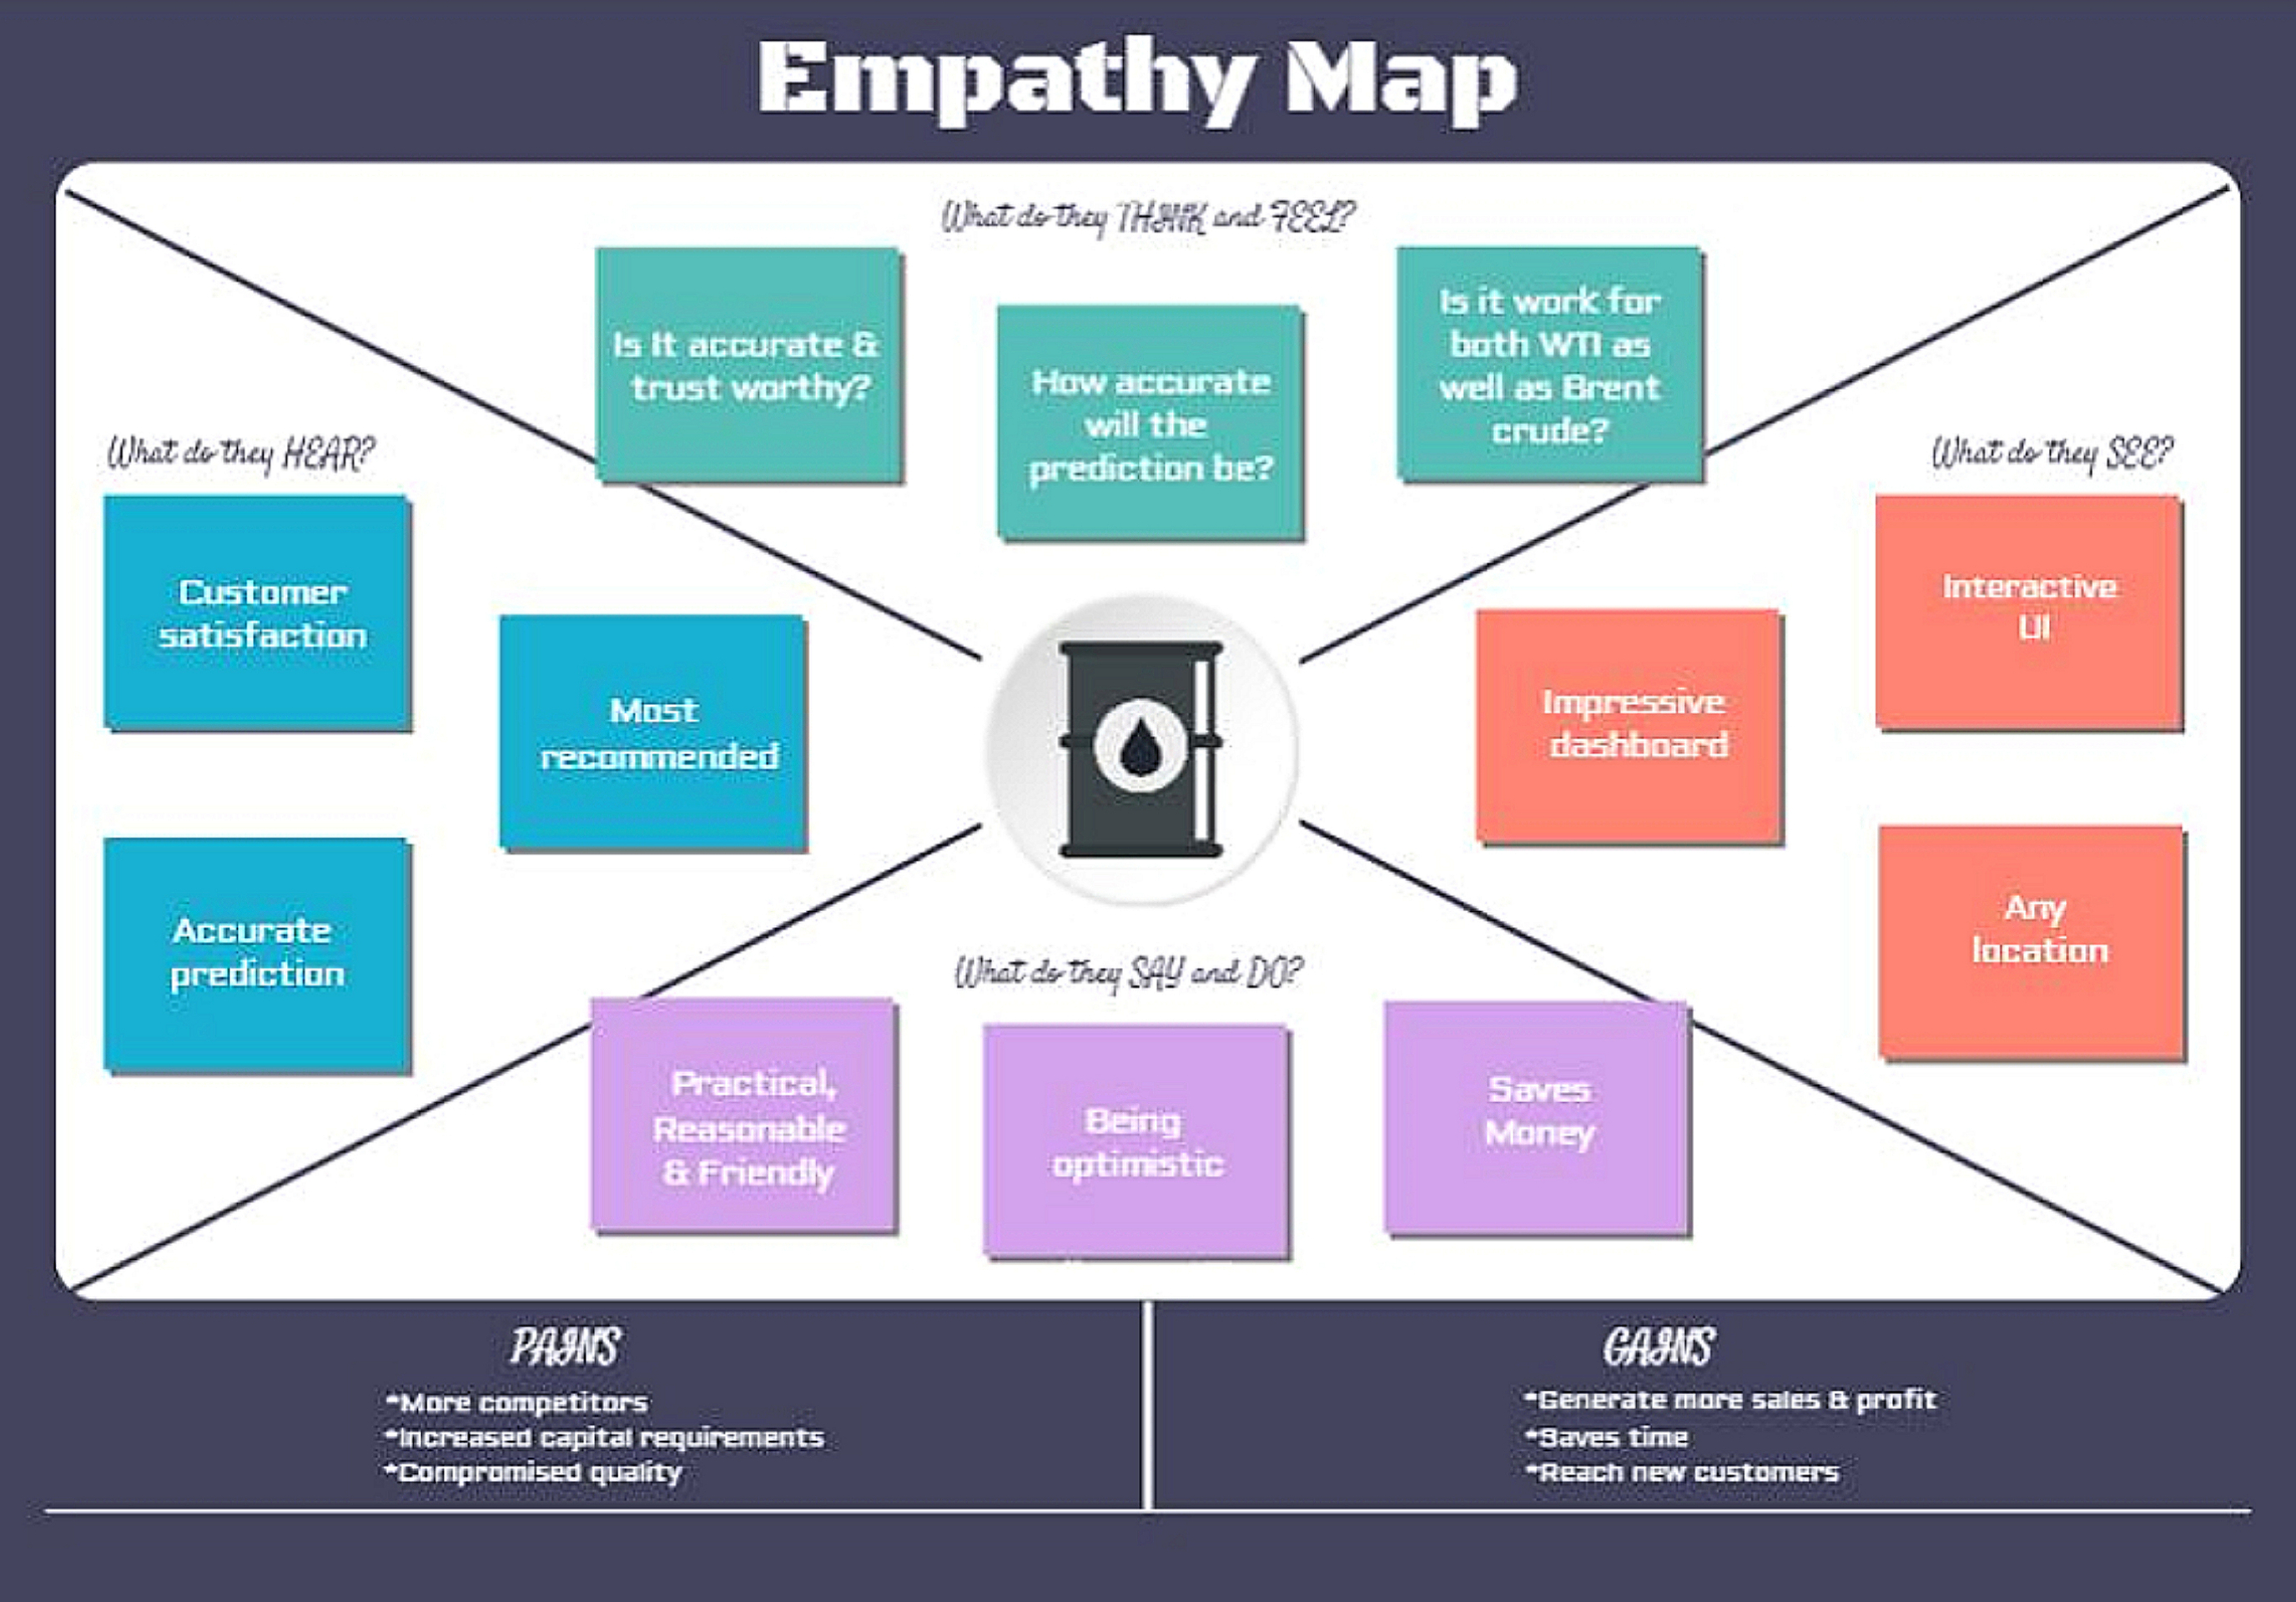 Empathy Map
What do they THINK and FEEL?
Is It accurate &
trust worthy?
How accurate
will the
prediction be?
Is it work for
both WTI as
well as Brent
crude?
What do they HEAR?
Customer
satisfaction
Most
recommended
Accurate
prediction
What do they SEE?
Interactive
UI
Impressive
dashboard
Any
location
What do they SAY and DO?
Practical,
Reasonable
& Friendly
Being
optimistic
Saves
Money
PAINS
*More competitors
*Increased capital requirements
*Compromised quality
GAINS
*Generate more sales & profit
*Saves time
*Reach new customers